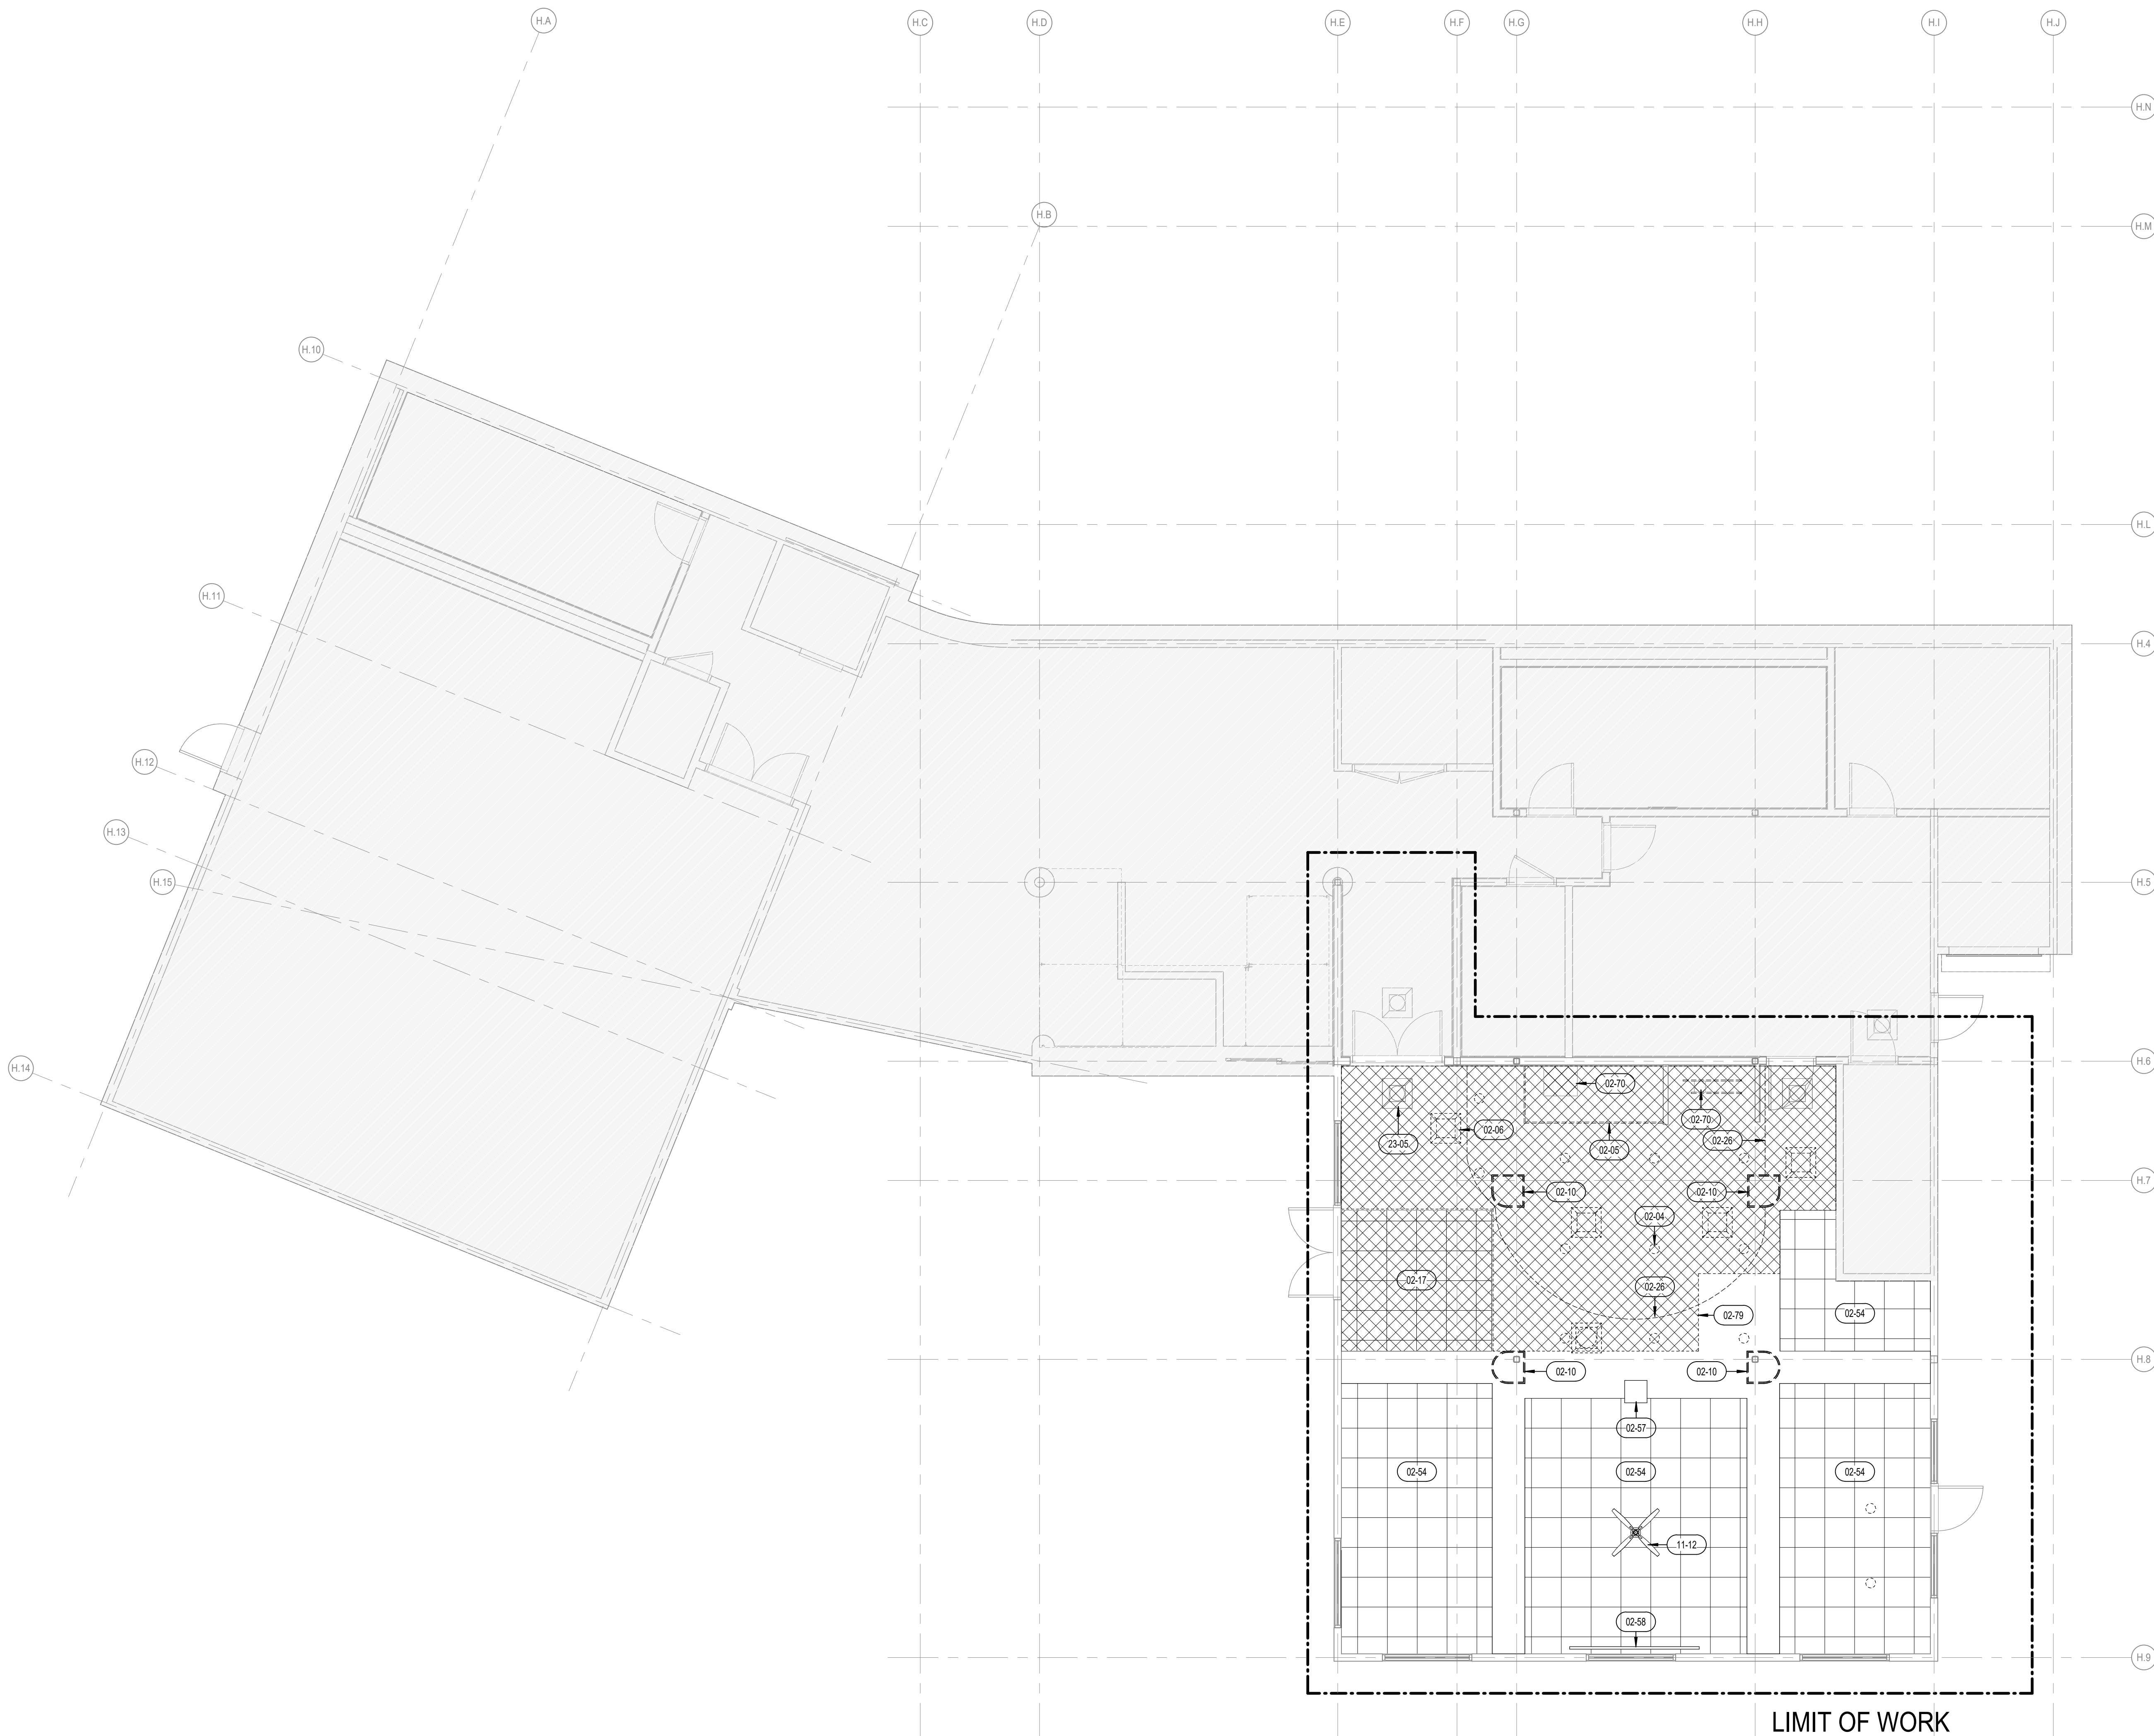 H.A
H.C
H.D
H.E
H.F
H.G
H.H
H.I
H.J
H.N
H.B
H.M
H.10
H.L
H.11
H.4
H.12
H.13
H.15
H.5
H.14
H.6
02-70
02-70
02-06
23-05
02-05
02-26
H.7
02-10
02-10
02-04
02-17
02-26
02-54
02-79
H.8
02-10
02-10
02-57
02-54
02-54
02-54
11-12
02-58
H.9
LIMIT OF WORK